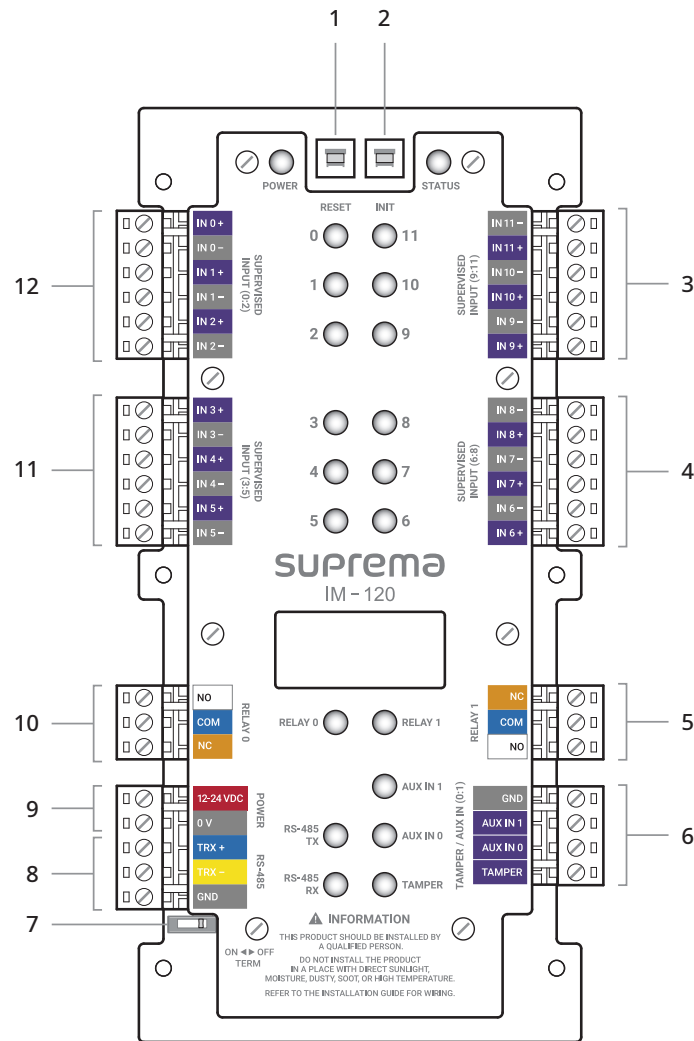 1 2
POWER
STATUS
RESET INIT
12
IN 0 +
IN 0 –
IN 1 +
IN 1 –
IN 2 +
IN 2 –
SUPERVISED
INPUT (0:2)
0 11
1 10
2 9
SUPERVISED
INPUT (9:11)
IN 11 –
IN 11 +
IN 10 –
IN 10 +
IN 9 –
IN 9 +
3
11
IN 3 +
IN 3 –
IN 4 +
IN 4 –
IN 5 +
IN 5 –
SUPERVISED
INPUT (3:5)
3 8
4 7
5 6
SUPERVISED
INPUT (6:8)
IN 8 –
IN 8 +
IN 7 –
IN 7 +
IN 6 –
IN 6 +
4
suprema
IM – 120
10
NO
COM
NC
RELAY 0
RELAY 0 RELAY 1
RELAY 1
NC
COM
NO
5
9
12-24 VDC
0 V
POWER
8
TRX +
TRX –
GND
RS-485
AUX IN 1
RS-485
TX
AUX IN 0
RS-485
RX
TAMPER
TAMPER / AUX IN (0:1)
GND
AUX IN 1
AUX IN 0
TAMPER
6
7
ON ◄► OFF
TERM
INFORMATION
THIS PRODUCT SHOULD BE INSTALLED BY
A QUALIFIED PERSON.
DO NOT INSTALL THE PRODUCT
IN A PLACE WITH DIRECT SUNLIGHT,
MOISTURE, DUSTY, SOOT, OR HIGH TEMPERATURE.
REFER TO THE INSTALLATION GUIDE FOR WIRING.